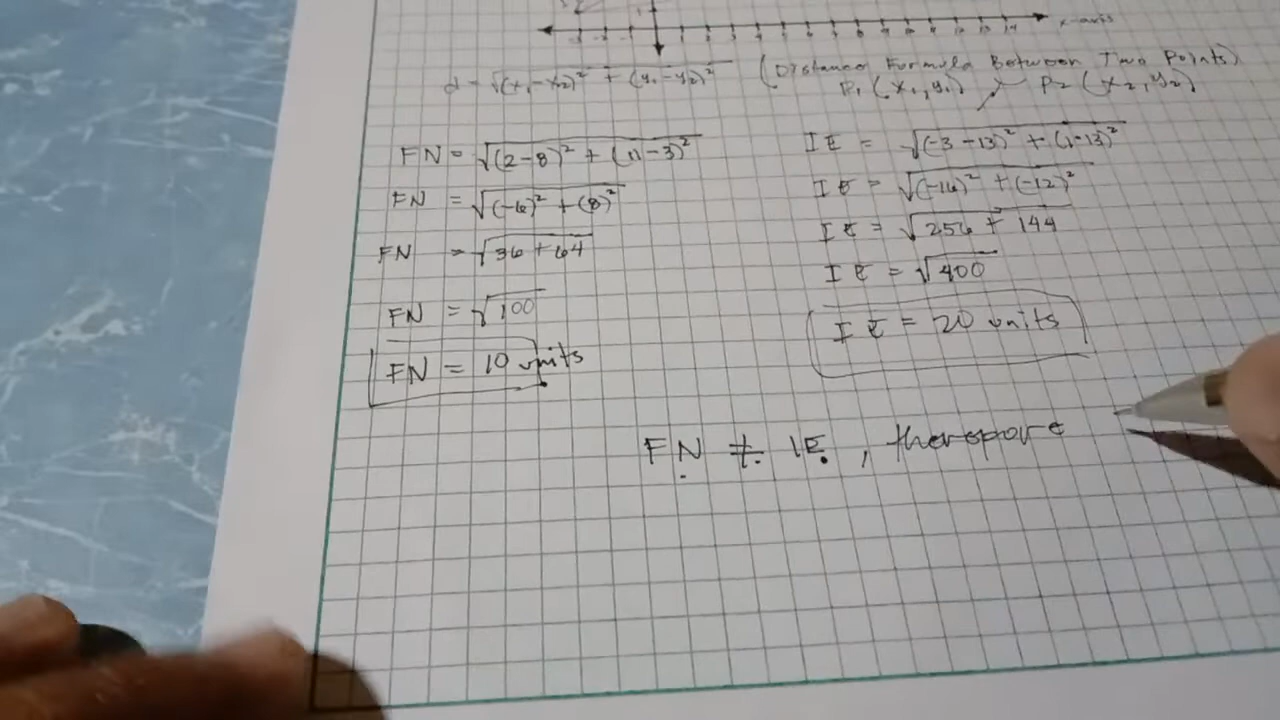 x-axis
d = √(x₁-x₂)² + (y₁-y₂)² (Distance Formula Between Two Points)
P₁ (x₁,y₁) P₂ (x₂,y₂)
FN = √(2-8)² + (11-3)²
FN = √(-6)² + (8)²
FN = √36+64
FN = √100
FN = 10 units
IE = √(-3-13)² + (1-13)²
IE = √(-16)² + (-12)²
IE = √256 + 144
IE = √400
IE = 20 units
FN ≠ IE, therefore